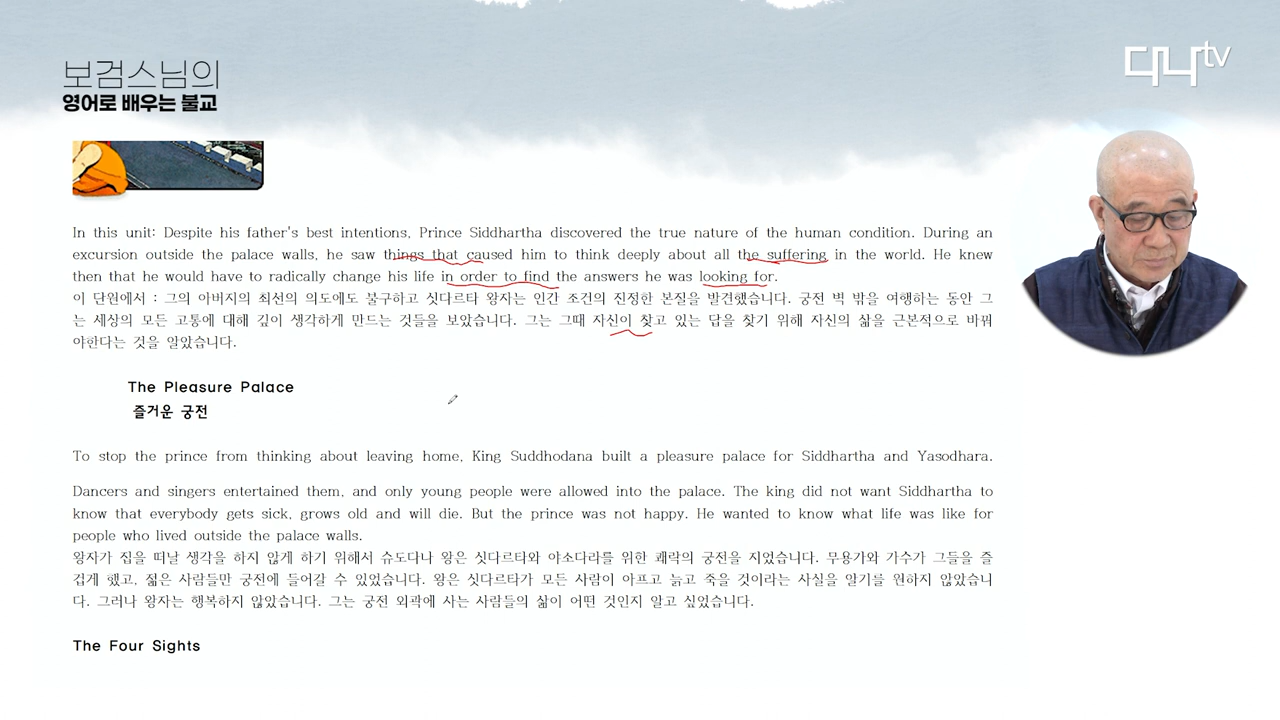 보검스님의
영어로 배우는 불교
디나tv
In this unit: Despite his father's best intentions, Prince Siddhartha discovered the true nature of the human condition. During an
excursion outside the palace walls, he saw things that caused him to think deeply about all the suffering in the world. He knew
then that he would have to radically change his life in order to find the answers he was looking for.
이 단원에서 : 그의 아버지의 최선의 의도에도 불구하고 싯다르타 왕자는 인간 조건의 진정한 본질을 발견했습니다. 궁전 벽 밖을 여행하는 동안 그
는 세상의 모든 고통에 대해 깊이 생각하게 만드는 것들을 보았습니다. 그는 그때 자신이 찾고 있는 답을 찾기 위해 자신의 삶을 근본적으로 바꿔
야한다는 것을 알았습니다.
The Pleasure Palace
즐거운 궁전
To stop the prince from thinking about leaving home, King Suddhodana built a pleasure palace for Siddhartha and Yasodhara.
Dancers and singers entertained them, and only young people were allowed into the palace. The king did not want Siddhartha to
know that everybody gets sick, grows old and will die. But the prince was not happy. He wanted to know what life was like for
people who lived outside the palace walls.
왕자가 집을 떠날 생각을 하지 않게 하기 위해서 슈도다나 왕은 싯다르타와 야소다라를 위한 쾌락의 궁전을 지었습니다. 무용가와 가수가 그들을 즐
겁게 했고, 젊은 사람들만 궁전에 들어갈 수 있었습니다. 왕은 싯다르타가 모든 사람이 아프고 늙고 죽을 것이라는 사실을 알기를 원하지 않았습니
다. 그러나 왕자는 행복하지 않았습니다. 그는 궁전 외곽에 사는 사람들의 삶이 어떤 것인지 알고 싶었습니다.
The Four Sights